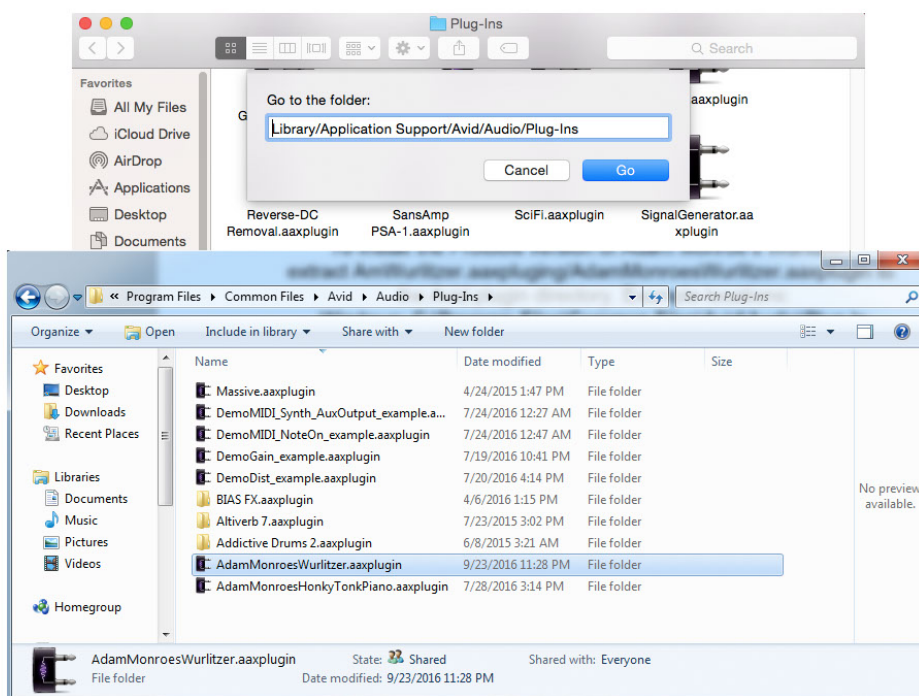 Plug-Ins
Search
Favorites
All My Files
iCloud Drive
AirDrop
Applications
Desktop
Documents
G
aaxplugin
Go to the folder:
Library/Application Support/Avid/Audio/Plug-Ins
Cancel
Go
Reverse-DC
Removal.aaxplugin
SansAmp
PSA-1.aaxplugin
SciFi.aaxplugin
SignalGenerator.aa
xplugin
extract AmWurlitzer.aaxpluging/AdamMonroesWurlitzer.aaxplugin
« Program Files Common Files Avid Audio Plug-Ins
Search Plug-Ins
Organize Open Include in library Share with New folder
Name Date modified Type Size
Favorites
Desktop
Downloads
Recent Places
Libraries
Documents
Music
Pictures
Videos
Homegroup
Massive.aaxplugin 4/24/2015 1:47 PM File folder
DemoMIDI_Synth_AuxOutput_example.a... 7/24/2016 12:27 AM File folder
DemoMIDI_NoteOn_example.aaxplugin 7/24/2016 12:47 AM File folder
DemoGain_example.aaxplugin 7/19/2016 10:41 PM File folder
DemoDist_example.aaxplugin 7/20/2016 4:14 PM File folder
BIAS FX.aaxplugin 4/6/2016 1:15 PM File folder
Altiverb 7.aaxplugin 7/23/2015 3:02 PM File folder
Addictive Drums 2.aaxplugin 6/8/2015 3:21 AM File folder
AdamMonroesWurlitzer.aaxplugin 9/23/2016 11:28 PM File folder
AdamMonroesHonkyTonkPiano.aaxplugin 7/28/2016 3:14 PM File folder
No preview
available.
AdamMonroesWurlitzer.aaxplugin State: Shared Shared with: Everyone
File folder Date modified: 9/23/2016 11:28 PM